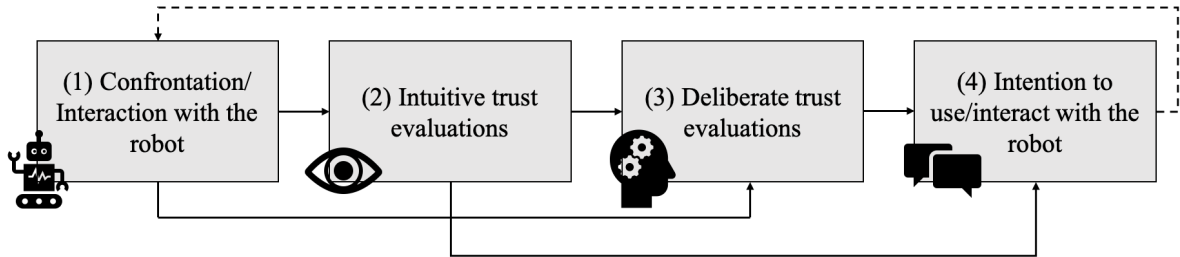 (1) Confrontation/
Interaction with the
robot
(2) Intuitive trust
evaluations
(3) Deliberate trust
evaluations
(4) Intention to
use/interact with the
robot